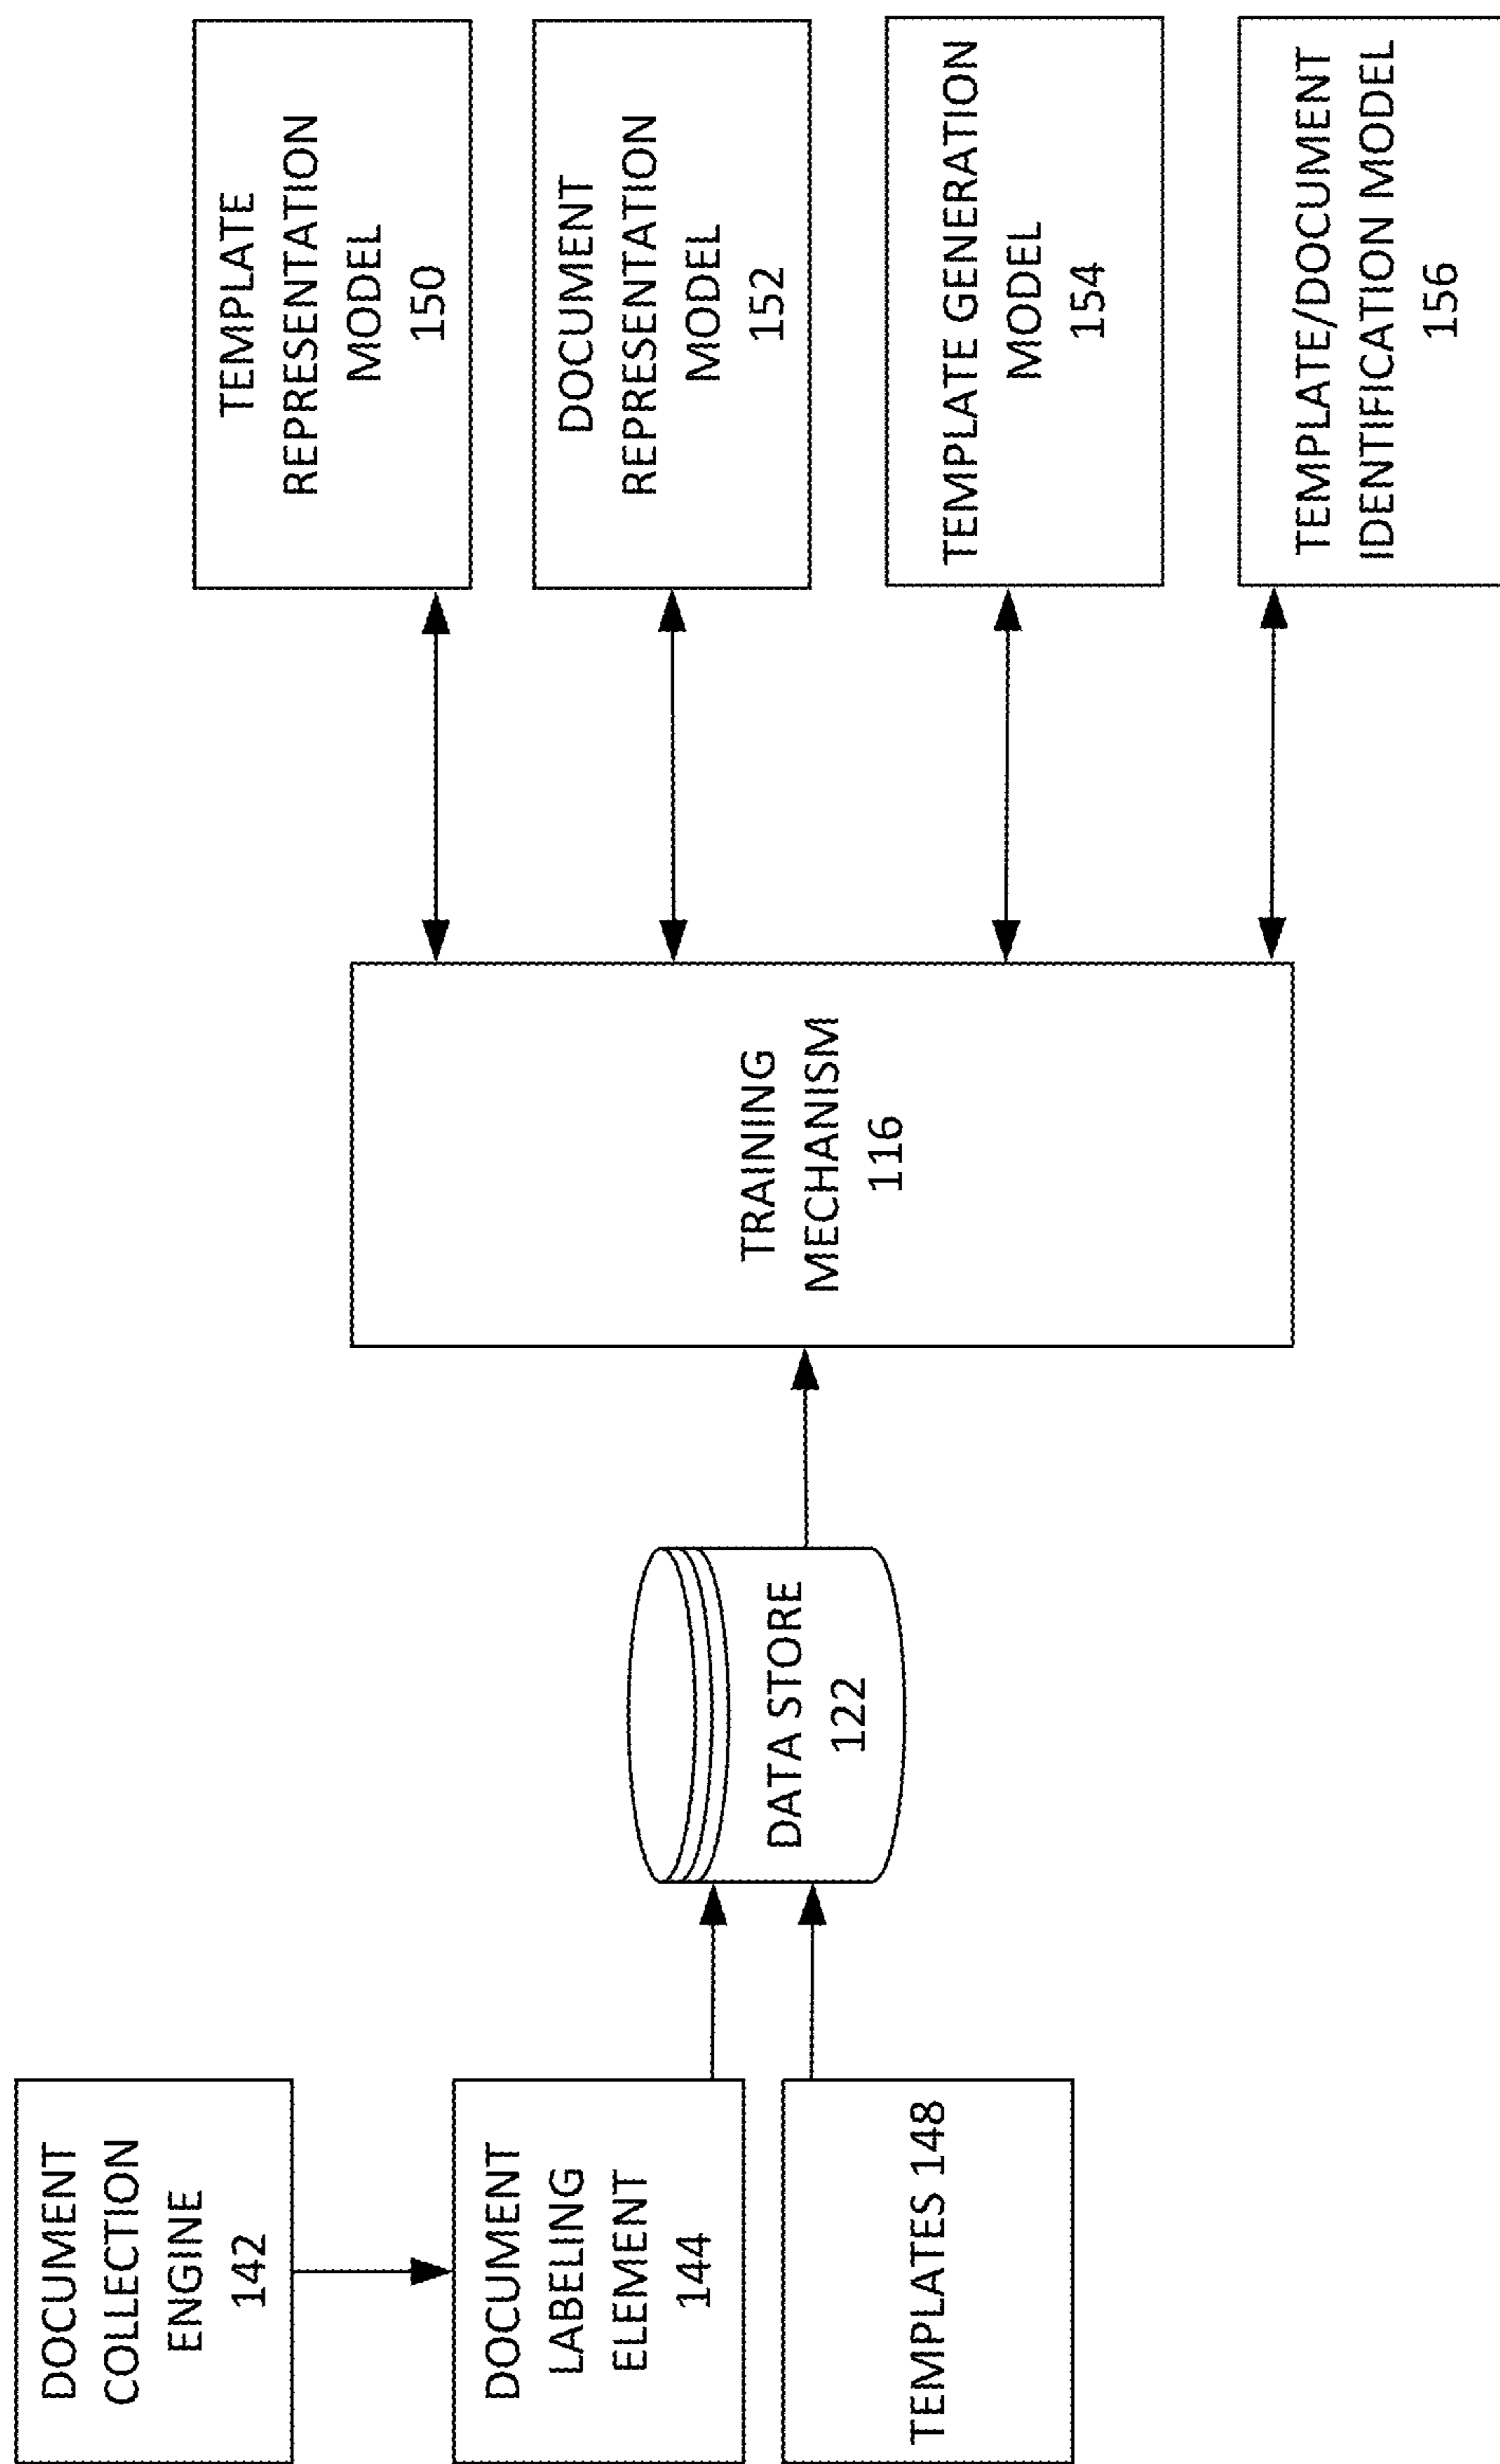 DOCUMENT
COLLECTION
ENGINE
142
DOCUMENT
LABELING
ELEMENT
144
TEMPLATES 148
DATA STORE
122
TRAINING
MECHANISM
116
TEMPLATE
REPRESENTATION
MODEL
150
DOCUMENT
REPRESENTATION
MODEL
152
TEMPLATE GENERATION
MODEL
154
TEMPLATE/DOCUMENT
IDENTIFICATION MODEL
156